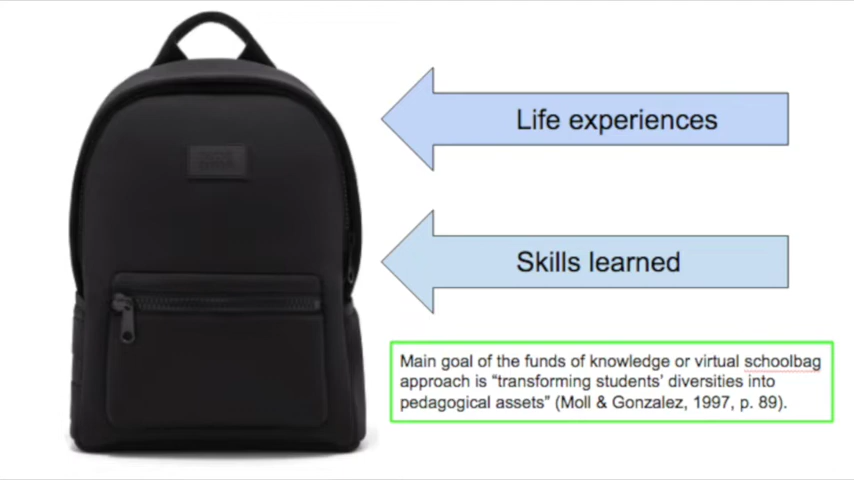 Life experiences
Skills learned
Main goal of the funds of knowledge or virtual schoolbag
approach is “transforming students’ diversities into
pedagogical assets” (Moll & Gonzalez, 1997, p. 89).